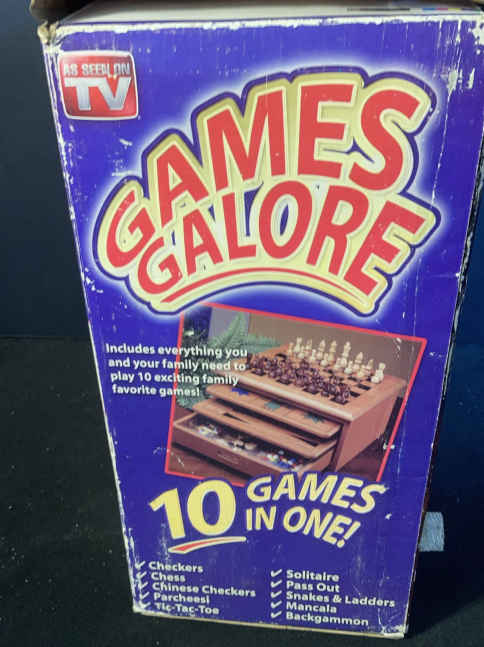 AS SEEN ON
TV
GAMES
GALORE
Includes everything you
and your family need to
play 10 exciting family
favorite games!
10 GAMES
IN ONE!
Checkers
Chess
Chinese Checkers
Parcheesi
Tic-Tac-Toe
Solitaire
Pass Out
Snakes & Ladders
Mancala
Backgammon